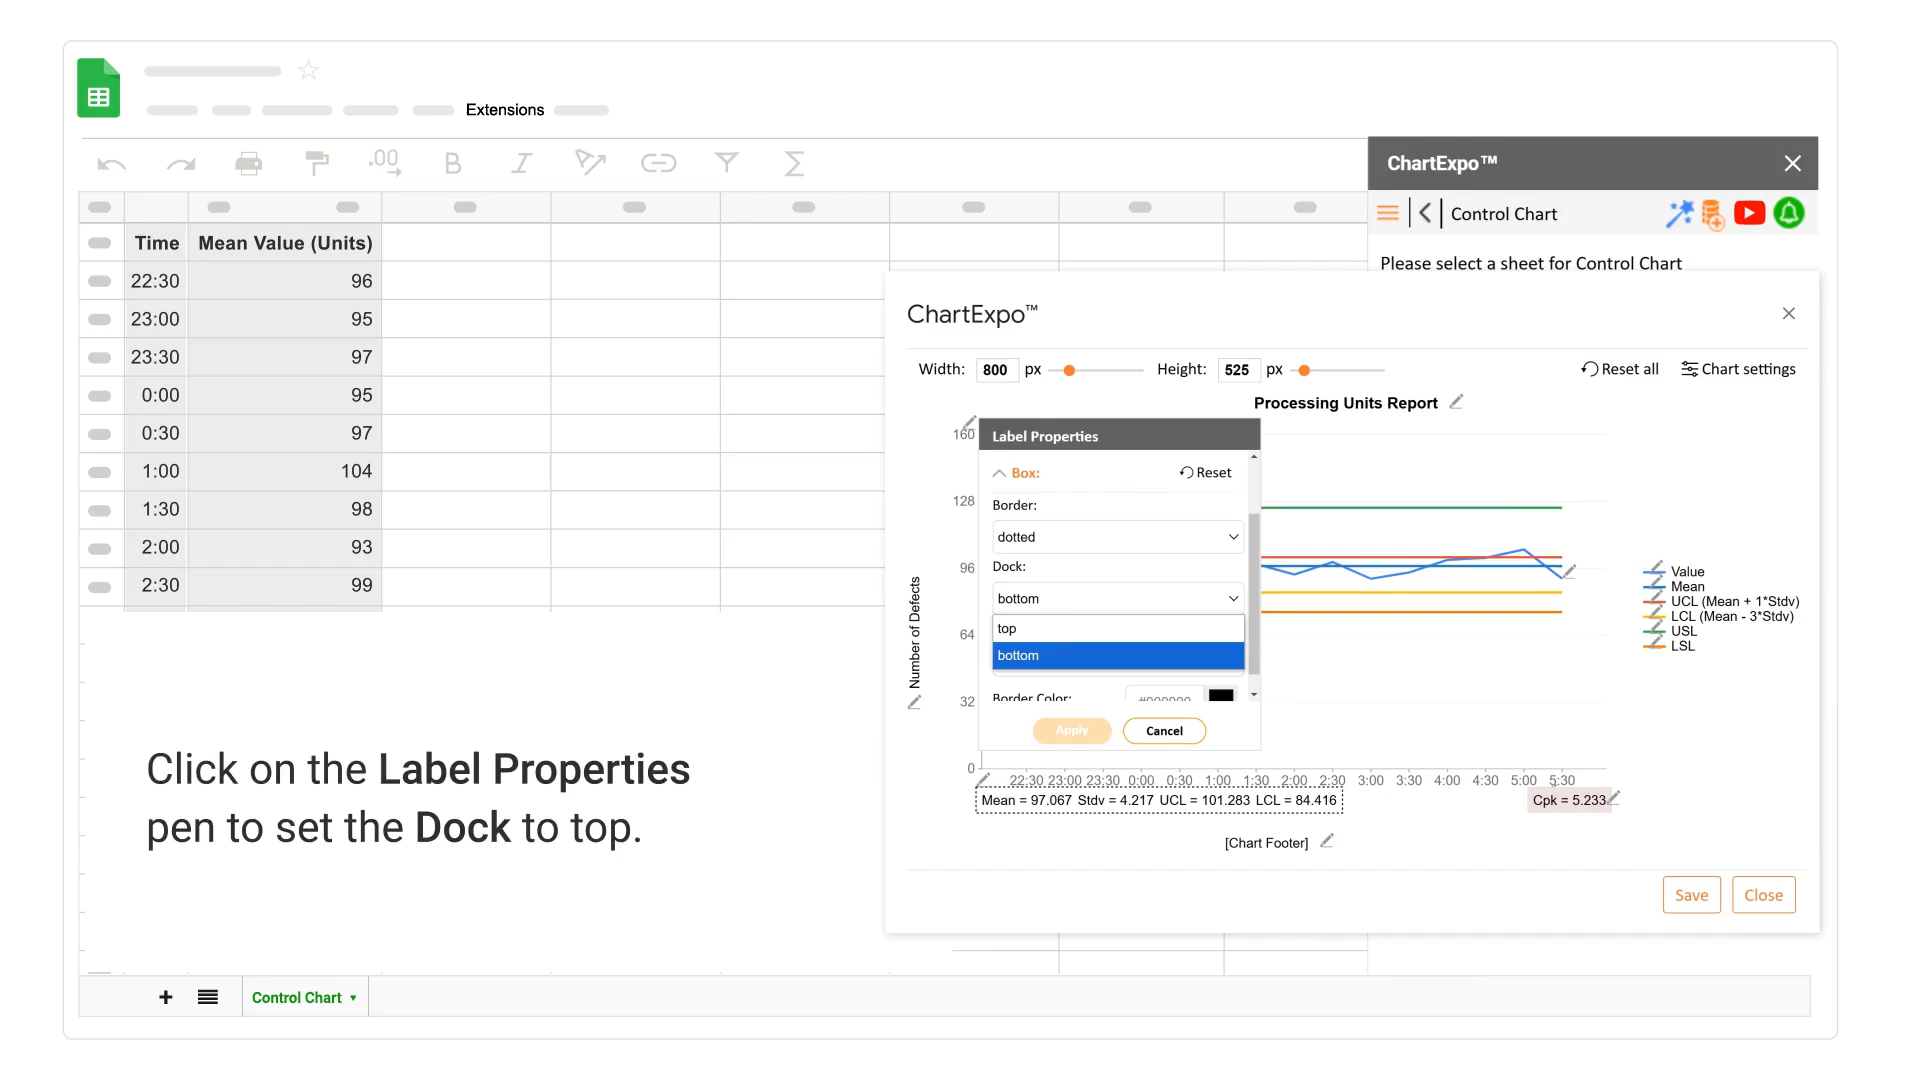 Extensions
.00
B
I
Time Mean Value (Units)
22:30 96
23:00 95
23:30 97
0:00 95
0:30 97
1:00 104
1:30 98
2:00 93
2:30 99
Click on the Label Properties
pen to set the Dock to top.
+
Control Chart
ChartExpo™
Control Chart
Please select a sheet for Control Chart
ChartExpo™
Width: 800 px Height: 525 px Reset all Chart settings
Processing Units Report
160
128
96
64
32
0
Number of Defects
Label Properties
Box: Reset
Border:
dotted
Dock:
bottom
top
bottom
Border Color: #000000
Apply Cancel
Value
Mean
UCL (Mean + 1*Stdv)
LCL (Mean - 3*Stdv)
USL
LSL
22:30 23:00 23:30 0:00 0:30 1:00 1:30 2:00 2:30 3:00 3:30 4:00 4:30 5:00 5:30
Mean = 97.067 Stdv = 4.217 UCL = 101.283 LCL = 84.416
Cpk = 5.233
[Chart Footer]
Save Close